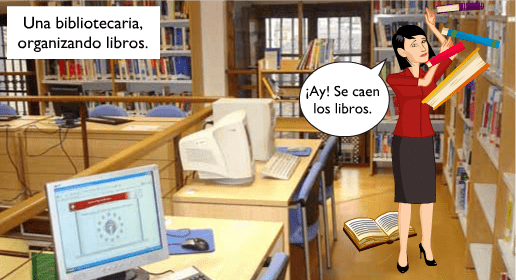 Una bibliotecaria,
organizando libros.
¡Ay! Se caen
los libros.